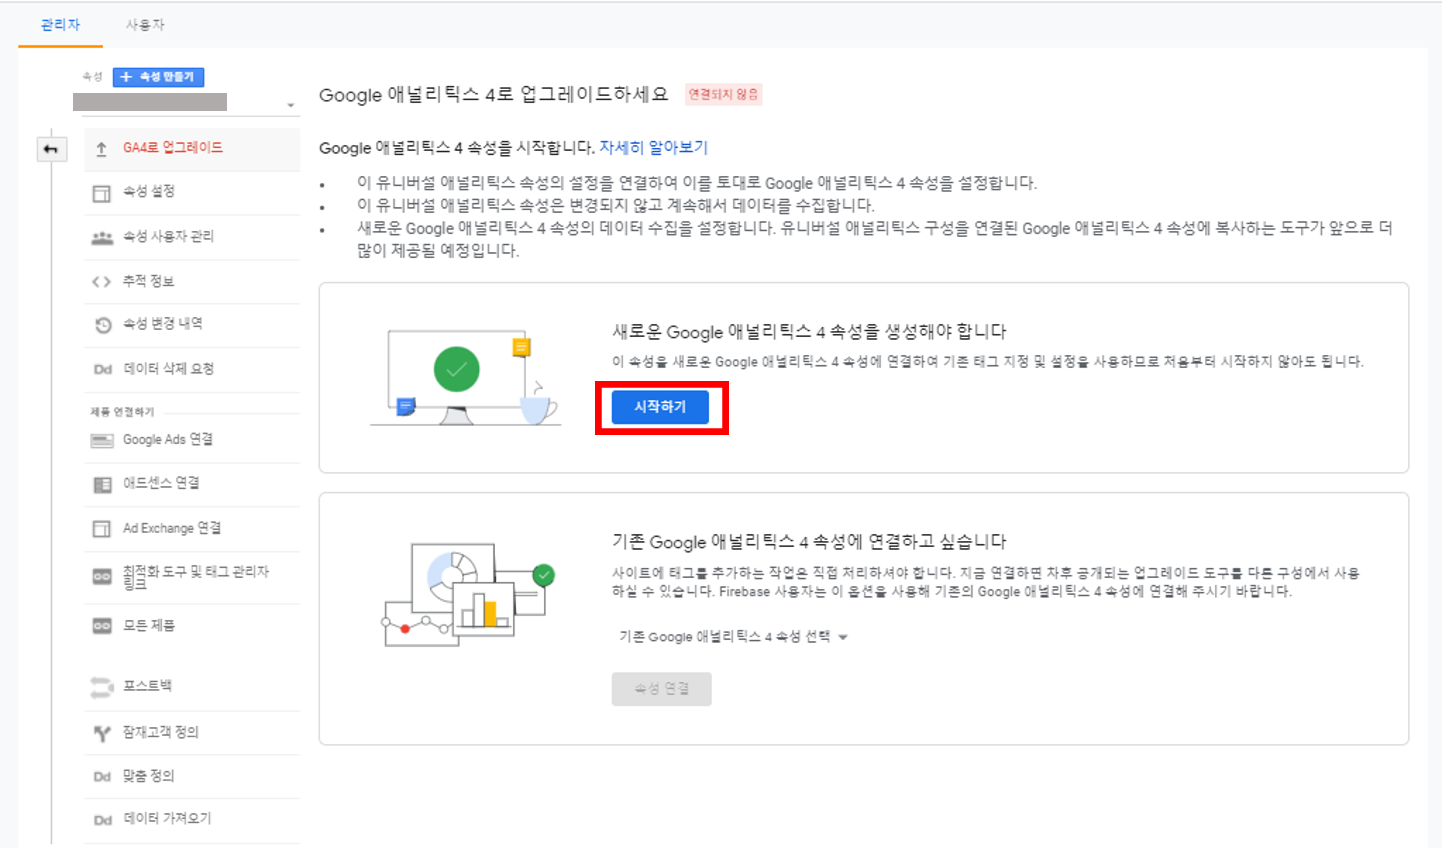 관리자
사용자
속성
+ 속성 만들기
GA4로 업그레이드
속성 설정
속성 사용자 관리
추적 정보
속성 변경 내역
Dd 데이터 삭제 요청
제품 연결하기
Google Ads 연결
애드센스 연결
Ad Exchange 연결
최적화 도구 및 태그 관리자
링크
모든 제품
포스트백
잠재고객 정의
Dd 맞춤 정의
Dd 데이터 가져오기
Google 애널리틱스 4로 업그레이드하세요 연결되지 않음
Google 애널리틱스 4 속성을 시작합니다. 자세히 알아보기
• 이 유니버설 애널리틱스 속성의 설정을 연결하여 이를 토대로 Google 애널리틱스 4 속성을 설정합니다.
• 이 유니버설 애널리틱스 속성은 변경되지 않고 계속해서 데이터를 수집합니다.
• 새로운 Google 애널리틱스 4 속성의 데이터 수집을 설정합니다. 유니버설 애널리틱스 구성을 연결된 Google 애널리틱스 4 속성에 복사하는 도구가 앞으로 더
많이 제공될 예정입니다.
새로운 Google 애널리틱스 4 속성을 생성해야 합니다
이 속성을 새로운 Google 애널리틱스 4 속성에 연결하여 기존 태그 지정 및 설정을 사용하므로 처음부터 시작하지 않아도 됩니다.
시작하기
기존 Google 애널리틱스 4 속성에 연결하고 싶습니다
사이트에 태그를 추가하는 작업은 직접 처리하셔야 합니다. 지금 연결하면 차후 공개되는 업그레이드 도구를 다른 구성에서 사용
하실 수 있습니다. Firebase 사용자는 이 옵션을 사용해 기존의 Google 애널리틱스 4 속성에 연결해 주시기 바랍니다.
기존 Google 애널리틱스 4 속성 선택
속성 연결